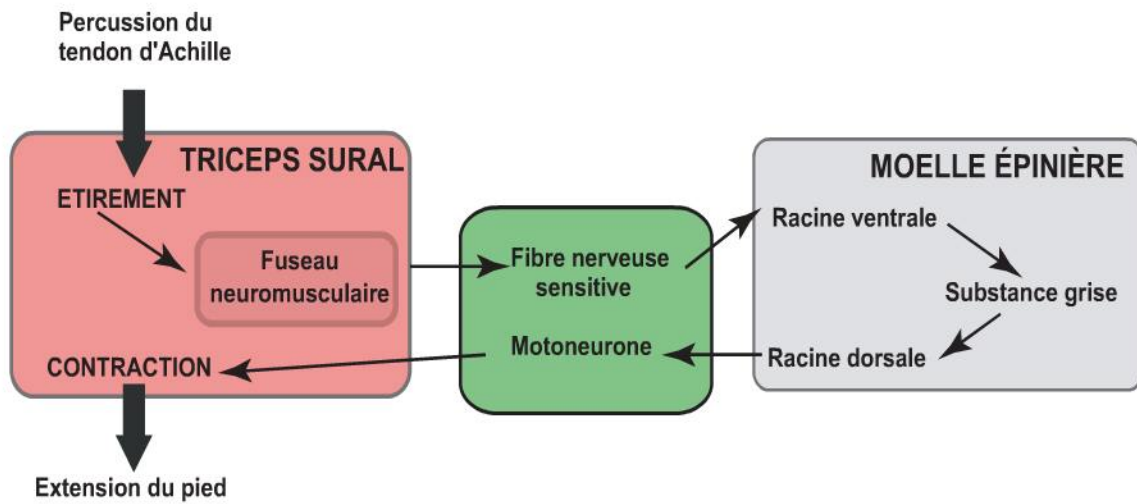 Percussion du
tendon d'Achille
TRICEPS SURAL
ETIREMENT
Fuseau
neuromusculaire
CONTRACTION
Extension du pied
Fibre nerveuse
sensitive
Motoneurone
MOELLE ÉPINIÈRE
Racine ventrale
Substance grise
Racine dorsale